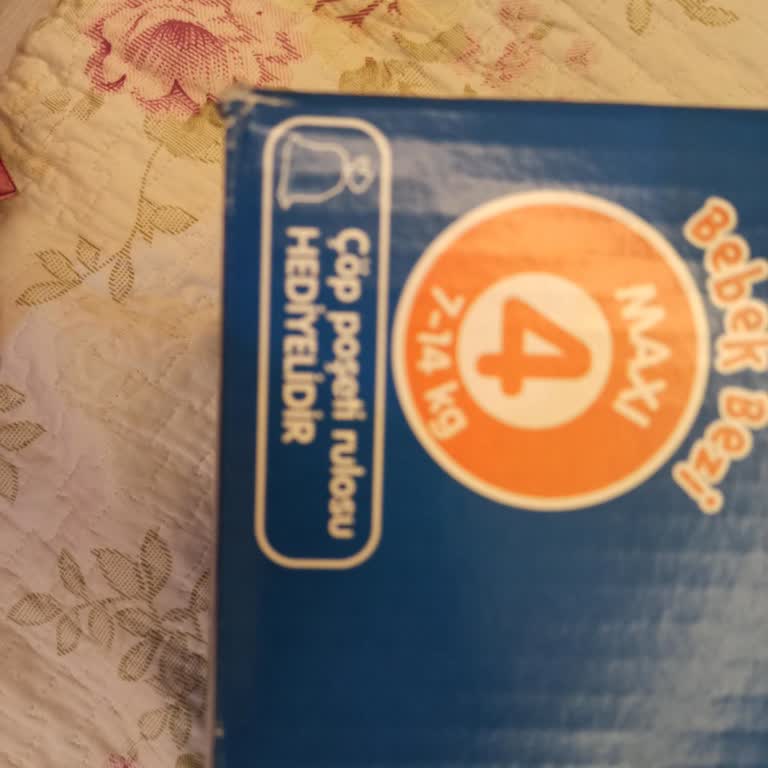 Bebek Bezi
MAXI
4
7-14 kg
Çöp poşeti rulosu
HEDİYELİDİR